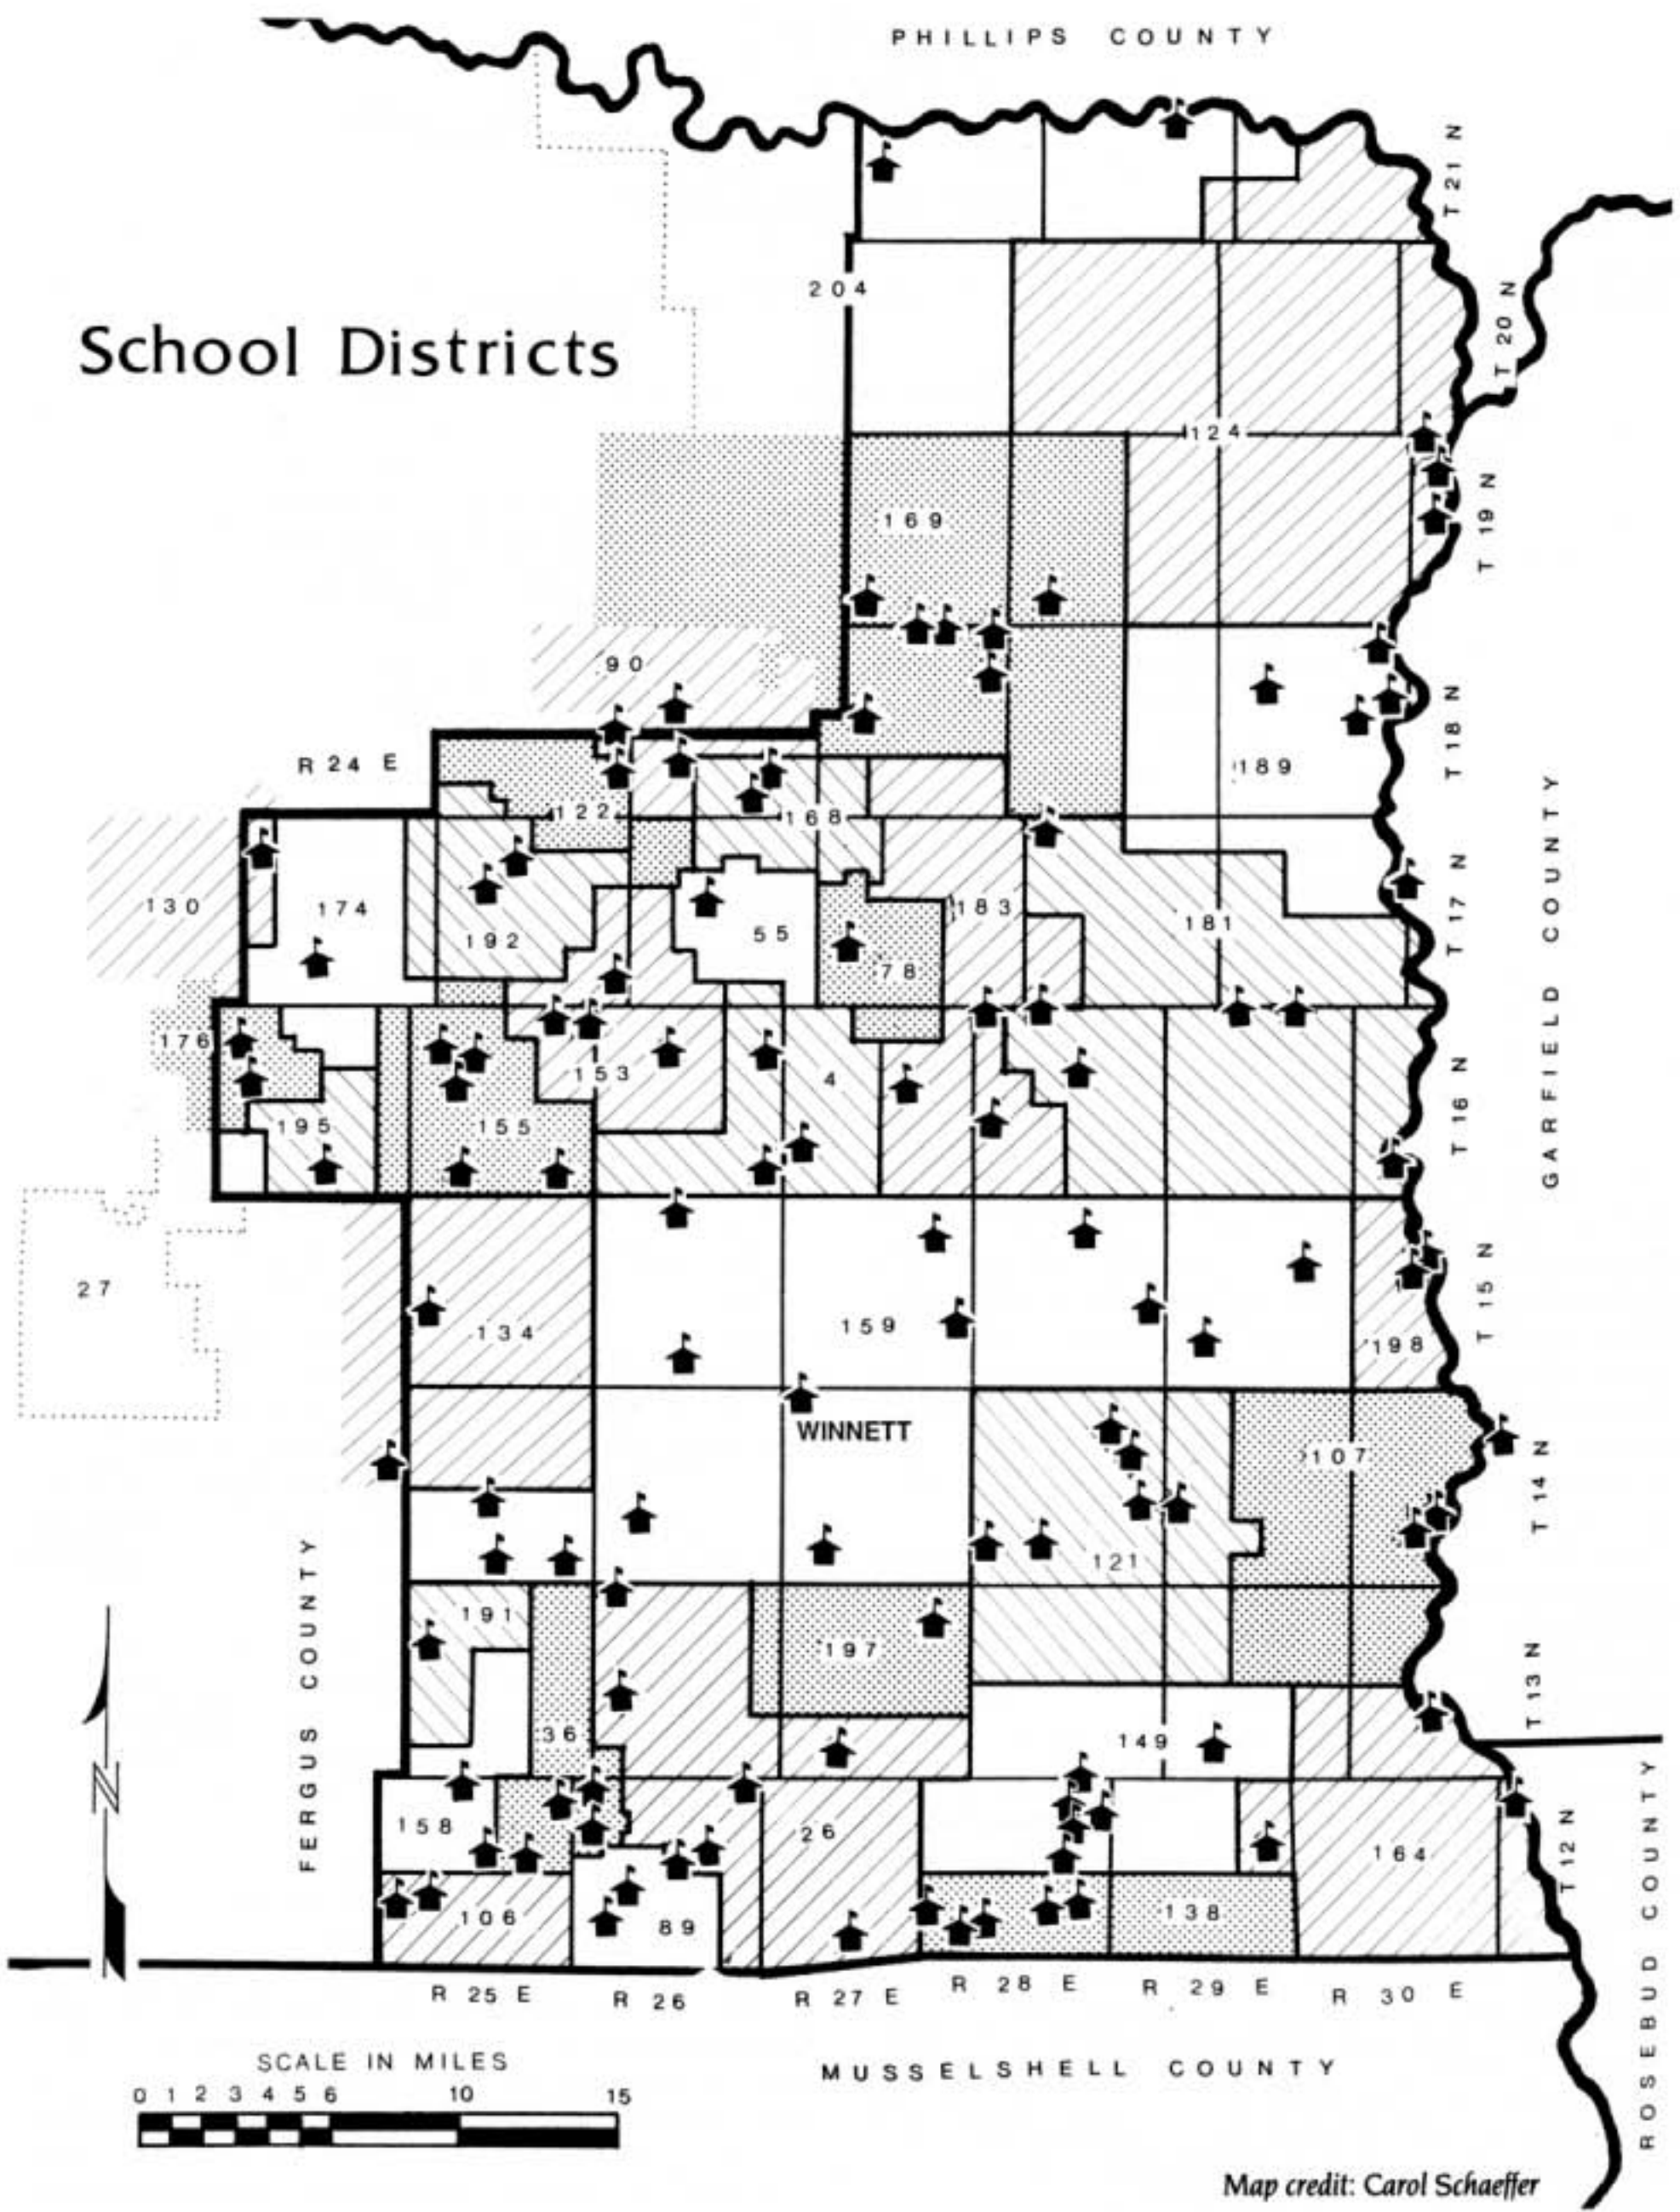 PHILLIPS COUNTY
T 21 N
School Districts
204
T 20 N
124
169
T 19 N
90
R 24 E
T 18 N
189
122
168
130
174
192
55
78
183
181
T 17 N
GARFIELD COUNTY
176
153
4
195
155
T 16 N
27
134
159
198
T 15 N
WINNETT
107
T 14 N
121
FERGUS COUNTY
191
197
T 13 N
36
149
N
158
26
164
T 12 N
ROSEBUD COUNTY
106
89
138
R 25 E
R 26
R 27 E
R 28 E
R 29 E
R 30 E
SCALE IN MILES
MUSSELSHELL COUNTY
0 1 2 3 4 5 6 10 15
Map credit: Carol Schaeffer